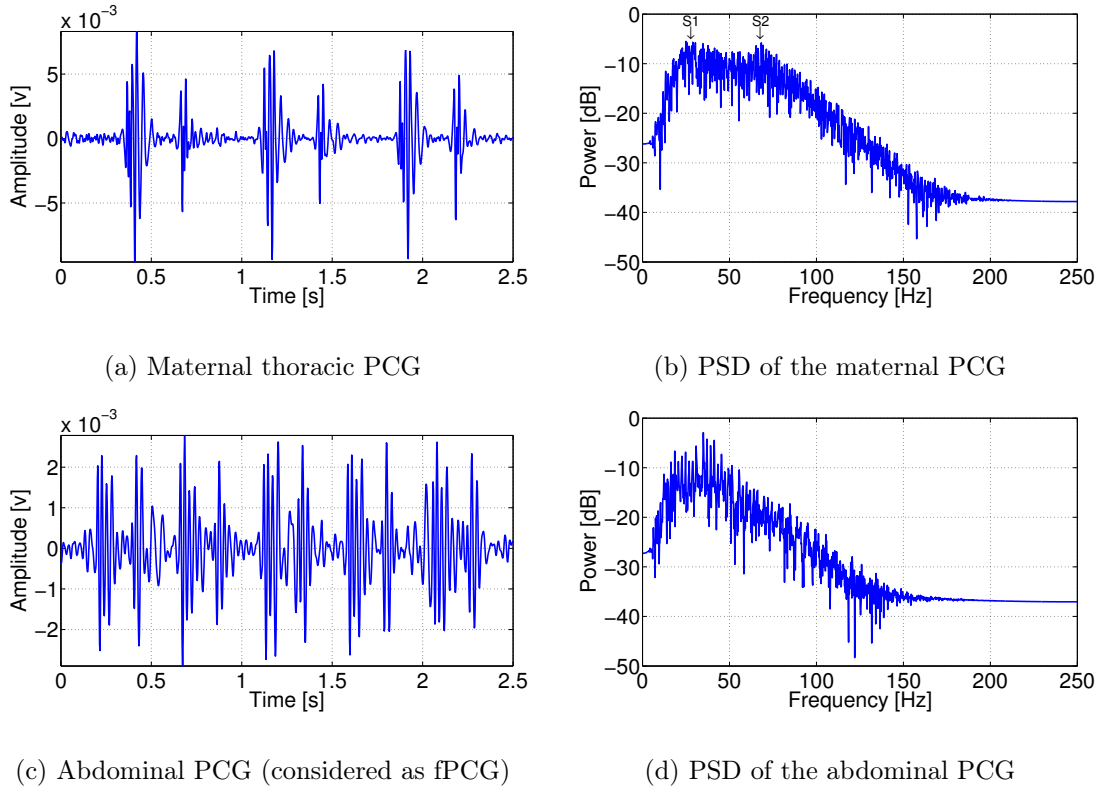 x 10−3
5
0
−5
Amplitude [v]
0 0.5 1 1.5 2 2.5
Time [s]
(a) Maternal thoracic PCG
S1 S2
0
−10
−20
−30
−40
−50
Power [dB]
0 50 100 150 200 250
Frequency [Hz]
(b) PSD of the maternal PCG
x 10−3
2
1
0
−1
−2
Amplitude [v]
0 0.5 1 1.5 2 2.5
Time [s]
(c) Abdominal PCG (considered as fPCG)
0
−10
−20
−30
−40
−50
Power [dB]
0 50 100 150 200 250
Frequency [Hz]
(d) PSD of the abdominal PCG